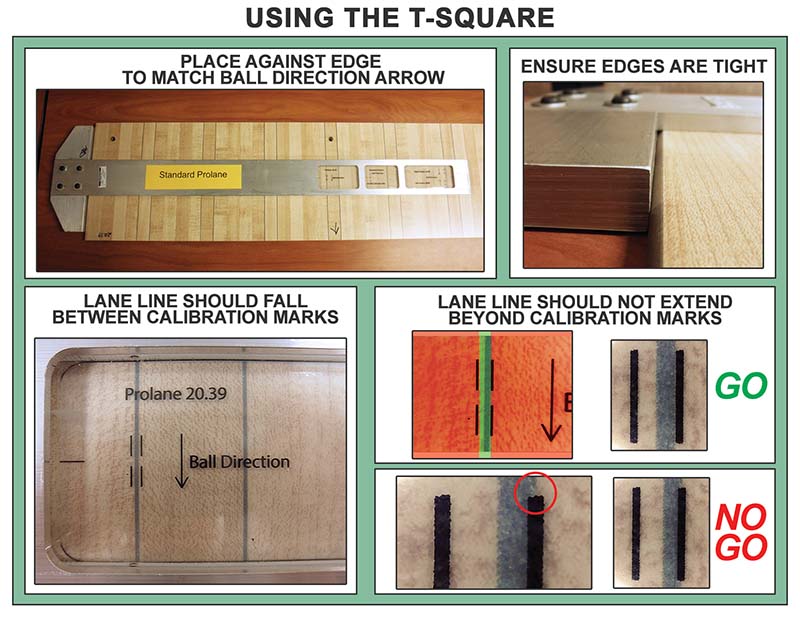 USING THE T-SQUARE
PLACE AGAINST EDGE
TO MATCH BALL DIRECTION ARROW
Standard Prolane
ENSURE EDGES ARE TIGHT
LANE LINE SHOULD FALL
BETWEEN CALIBRATION MARKS
Prolane 20.39
Ball Direction
LANE LINE SHOULD NOT EXTEND
BEYOND CALIBRATION MARKS
GO
NO
GO